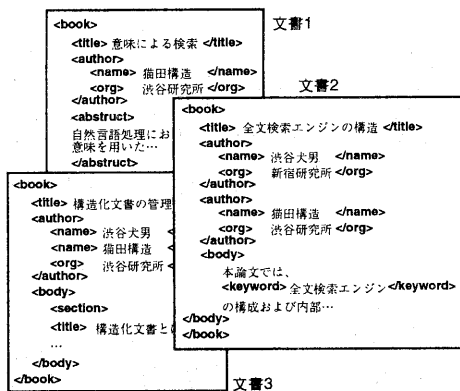 文書1
<book>
<title> 意味による検索 </title>
<author>
<name> 猫田構造 </name>
<org> 渋谷研究所 </org>
</author>
<abstruct>
自然言語処理にお
意味を用いた…
</abstruct>
文書2
<book>
<title> 全文検索エンジンの構造 </title>
<author>
<name> 渋谷犬男 </name>
<org> 新宿研究所 </org>
</author>
<author>
<name> 猫田構造 </name>
<org> 渋谷研究所 </org>
</author>
<body>
本論文では、
<keyword> 全文検索エンジン </keyword>
の構成および内部…
</body>
</book>
<book>
<title> 構造化文書の管理
<author>
<name> 渋谷犬男 <
<name> 猫田構造 <
<org> 渋谷研究所 <
</author>
<body>
<section>
<title> 構造化文書と
…
</body>
</book>
文書3